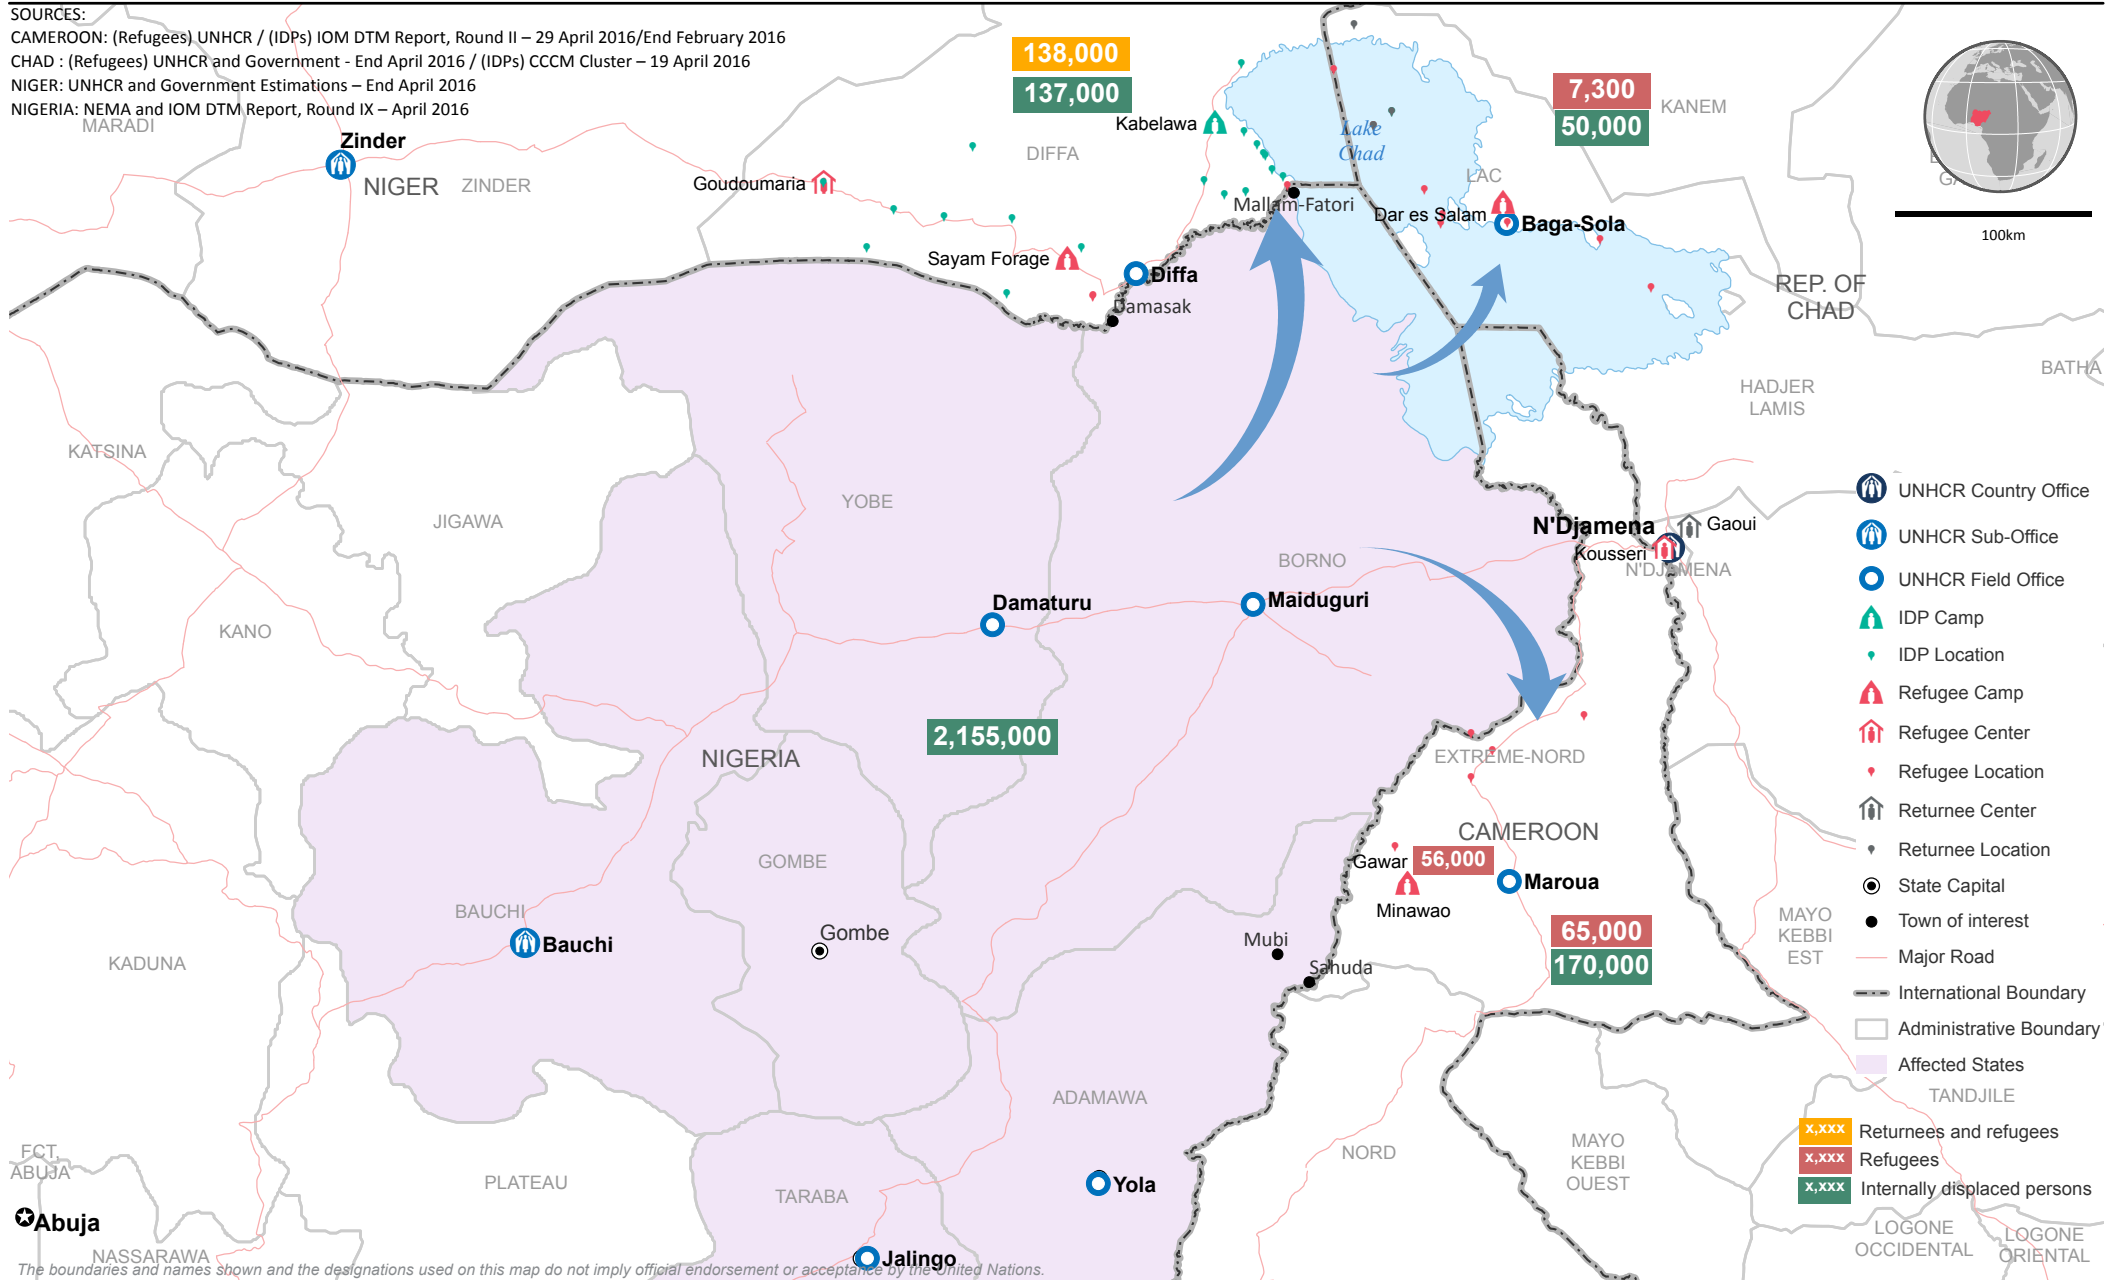 SOURCES:
CAMEROON: (Refugees) UNHCR / (IDPs) IOM DTM Report, Round II – 29 April 2016/End February 2016
CHAD : (Refugees) UNHCR and Government - End April 2016 / (IDPs) CCCM Cluster – 19 April 2016
NIGER: UNHCR and Government Estimations – End April 2016
NIGERIA: NEMA and IOM DTM Report, Round IX – April 2016
138,000
137,000
7,300
50,000
KANEM
MARADI
Zinder
NIGER
ZINDER
Goudoumaria
Kabelawa
DIFFA
Lake
Chad
LAC
Mallam-Fatori
Dar es Salam
Baga-Sola
100km
Sayam Forage
Diffa
Damasak
REP. OF
CHAD
BATHA
HADJER
LAMIS
KATSINA
JIGAWA
YOBE
BORNO
N'Djamena
Gaoui
Kousseri
N'DJAMENA
KANO
Damaturu
Maiduguri
2,155,000
NIGERIA
EXTREME-NORD
CAMEROON
GOMBE
Gawar
56,000
Minawao
Maroua
BAUCHI
Bauchi
Gombe
Mubi
Sahuda
65,000
170,000
MAYO
KEBBI
EST
KADUNA
ADAMAWA
FCT,
ABUJA
PLATEAU
TARABA
NORD
MAYO
KEBBI
OUEST
TANDJILE
Yola
Abuja
NASSARAWA
Jalingo
LOGONE
OCCIDENTAL
LOGONE
ORIENTAL
UNHCR Country Office
UNHCR Sub-Office
UNHCR Field Office
IDP Camp
IDP Location
Refugee Camp
Refugee Center
Refugee Location
Returnee Center
Returnee Location
State Capital
Town of interest
Major Road
International Boundary
Administrative Boundary
Affected States
x,xxx Returnees and refugees
x,xxx Refugees
x,xxx Internally displaced persons
The boundaries and names shown and the designations used on this map do not imply official endorsement or acceptance by the United Nations.